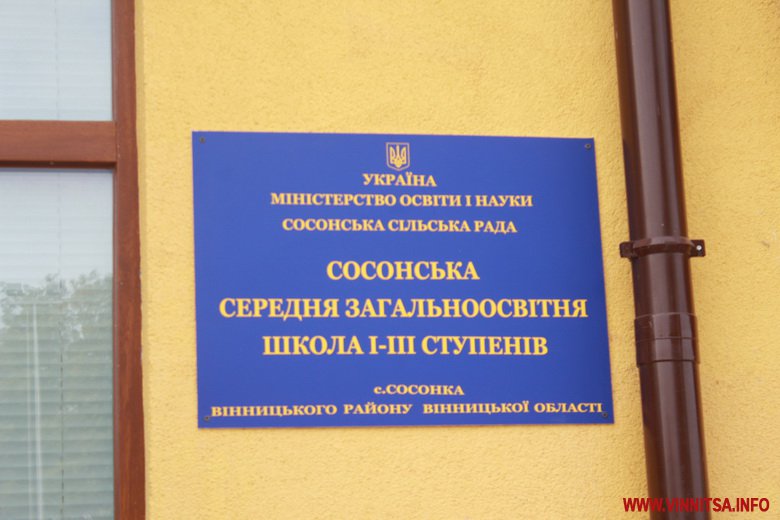 УКРАЇНА
МІНІСТЕРСТВО ОСВІТИ І НАУКИ
СОСОНСЬКА СІЛЬСЬКА РАДА
СОСОНСЬКА
СЕРЕДНЯ ЗАГАЛЬНООСВІТНЯ
ШКОЛА І-ІІІ СТУПЕНІВ
с.СОСОНКА
ВІННИЦЬКОГО РАЙОНУ ВІННИЦЬКОЇ ОБЛАСТІ
WWW.VINNITSA.INFO